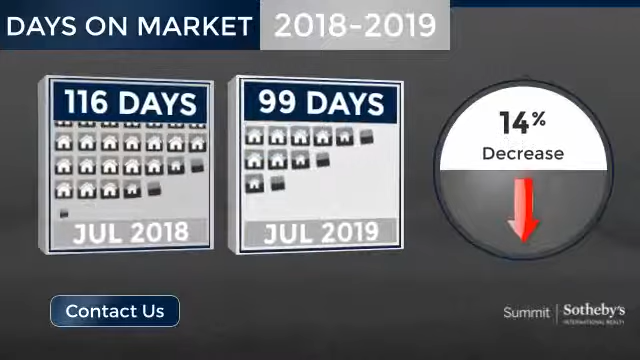 DAYS ON MARKET 2018-2019
116 DAYS
JUL 2018
99 DAYS
JUL 2019
14%
Decrease
Contact Us
Summit | Sotheby's
INTERNATIONAL REALTY